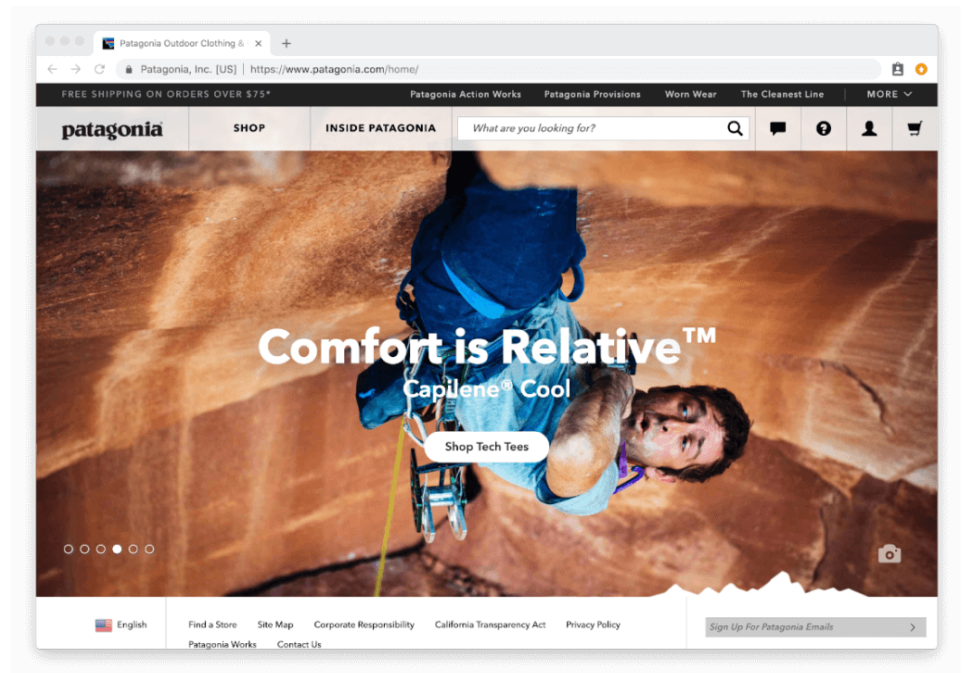 Patagonia Outdoor Clothing &
Patagonia, Inc. [US] | https://www.patagonia.com/home/
FREE SHIPPING ON ORDERS OVER $75*
Patagonia Action Works
Patagonia Provisions
Worn Wear
The Cleanest Line
MORE
patagonia
SHOP
INSIDE PATAGONIA
What are you looking for?
Comfort is Relative™
Capilene® Cool
Shop Tech Tees
English
Find a Store
Site Map
Corporate Responsibility
California Transparency Act
Privacy Policy
Patagonia Works
Contact Us
Sign Up For Patagonia Emails